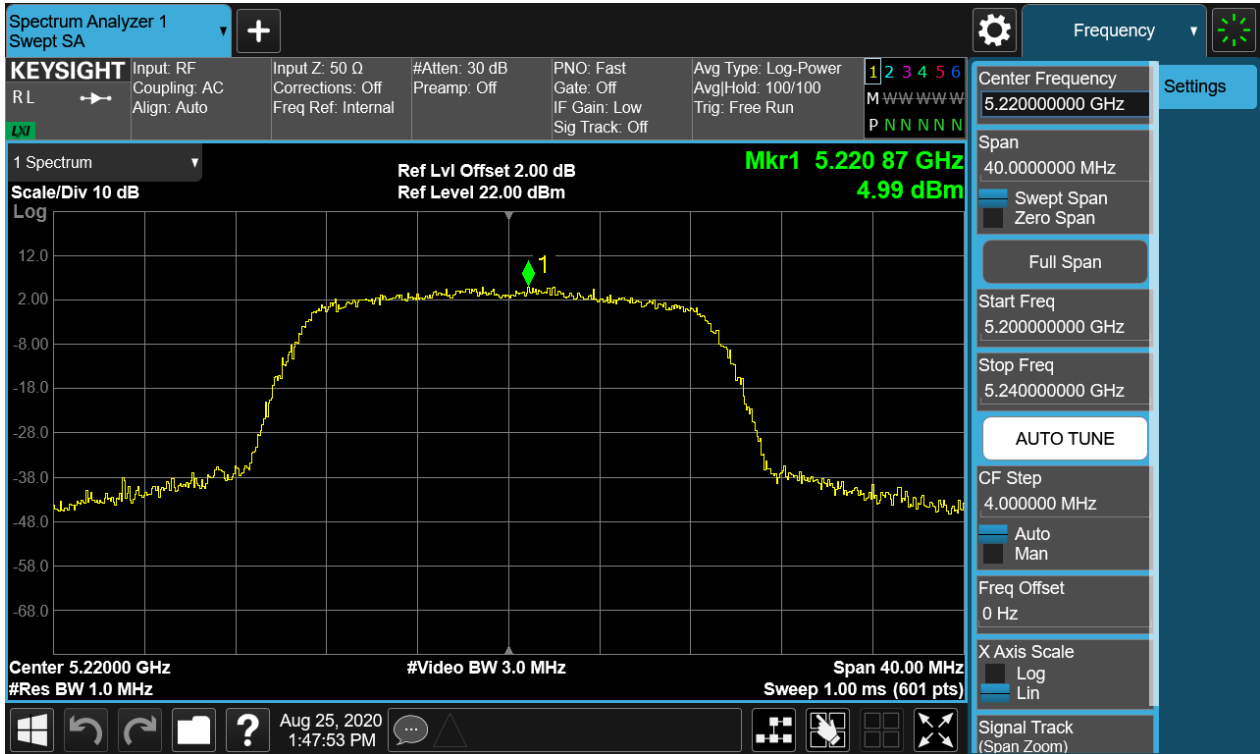 Spectrum Analyzer 1
Swept SA
Frequency
KEYSIGHT
R L
LXI
Input: RF
Coupling: AC
Align: Auto
Input Z: 50 Ω
Corrections: Off
Freq Ref: Internal
#Atten: 30 dB
Preamp: Off
PNO: Fast
Gate: Off
IF Gain: Low
Sig Track: Off
Avg Type: Log-Power
Avg|Hold: 100/100
Trig: Free Run
1 2 3 4 5 6
M W W W W W
P N N N N N
1 Spectrum
Scale/Div 10 dB
Ref Lvl Offset 2.00 dB
Ref Level 22.00 dBm
Mkr1 5.220 87 GHz
4.99 dBm
Log
1
12.0
2.00
-8.00
-18.0
-28.0
-38.0
-48.0
-58.0
-68.0
Center 5.22000 GHz
#Res BW 1.0 MHz
#Video BW 3.0 MHz
Span 40.00 MHz
Sweep 1.00 ms (601 pts)
Center Frequency
5.220000000 GHz
Settings
Span
40.0000000 MHz
Swept Span
Zero Span
Full Span
Start Freq
5.200000000 GHz
Stop Freq
5.240000000 GHz
AUTO TUNE
CF Step
4.000000 MHz
Auto
Man
Freq Offset
0 Hz
X Axis Scale
Log
Lin
Signal Track
(Span Zoom)
?
Aug 25, 2020
1:47:53 PM